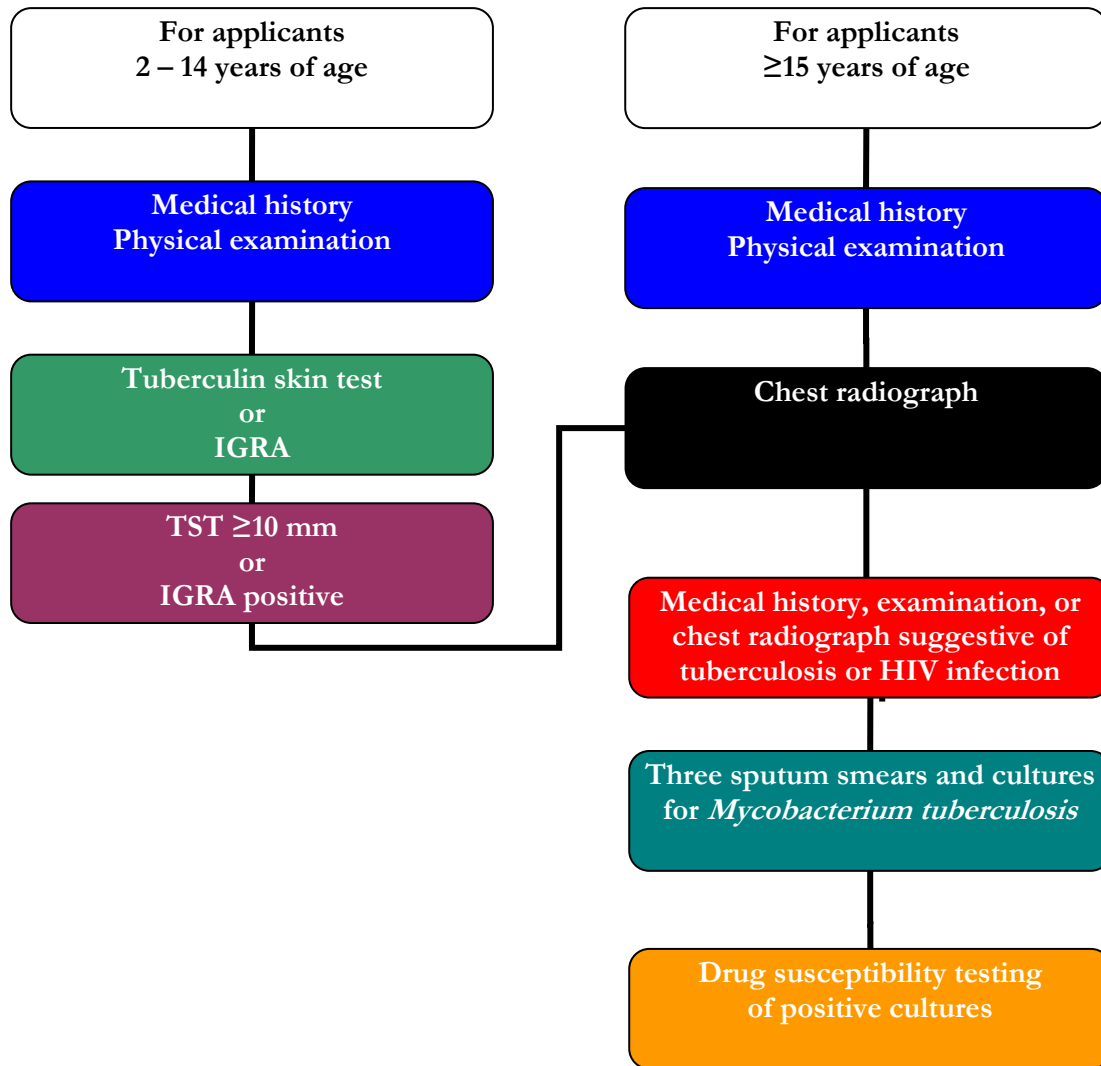 For applicants
2 – 14 years of age
Medical history
Physical examination
Tuberculin skin test
or
IGRA
TST ≥10 mm
or
IGRA positive
For applicants
≥15 years of age
Medical history
Physical examination
Chest radiograph
Medical history, examination, or
chest radiograph suggestive of
tuberculosis or HIV infection
Three sputum smears and cultures
for Mycobacterium tuberculosis
Drug susceptibility testing
of positive cultures